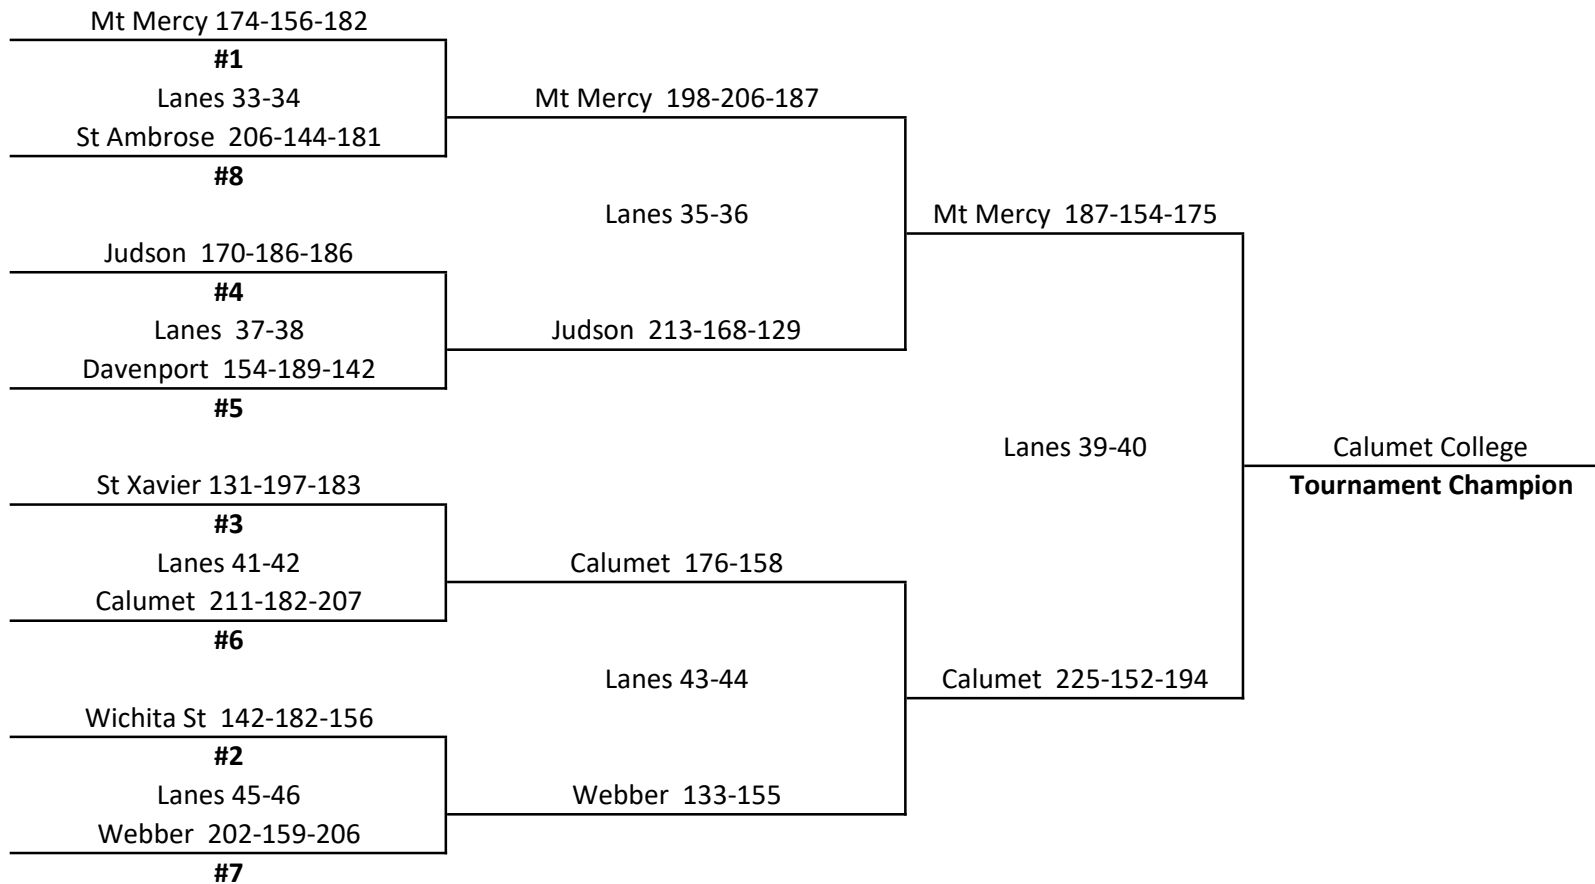 Mt Mercy 174-156-182
#1
Lanes 33-34
St Ambrose 206-144-181
#8
Judson 170-186-186
#4
Lanes 37-38
Davenport 154-189-142
#5
St Xavier 131-197-183
#3
Lanes 41-42
Calumet 211-182-207
#6
Wichita St 142-182-156
#2
Lanes 45-46
Webber 202-159-206
#7
Mt Mercy 198-206-187
Lanes 35-36
Judson 213-168-129
Calumet 176-158
Lanes 43-44
Webber 133-155
Mt Mercy 187-154-175
Lanes 39-40
Calumet 225-152-194
Calumet College
Tournament Champion